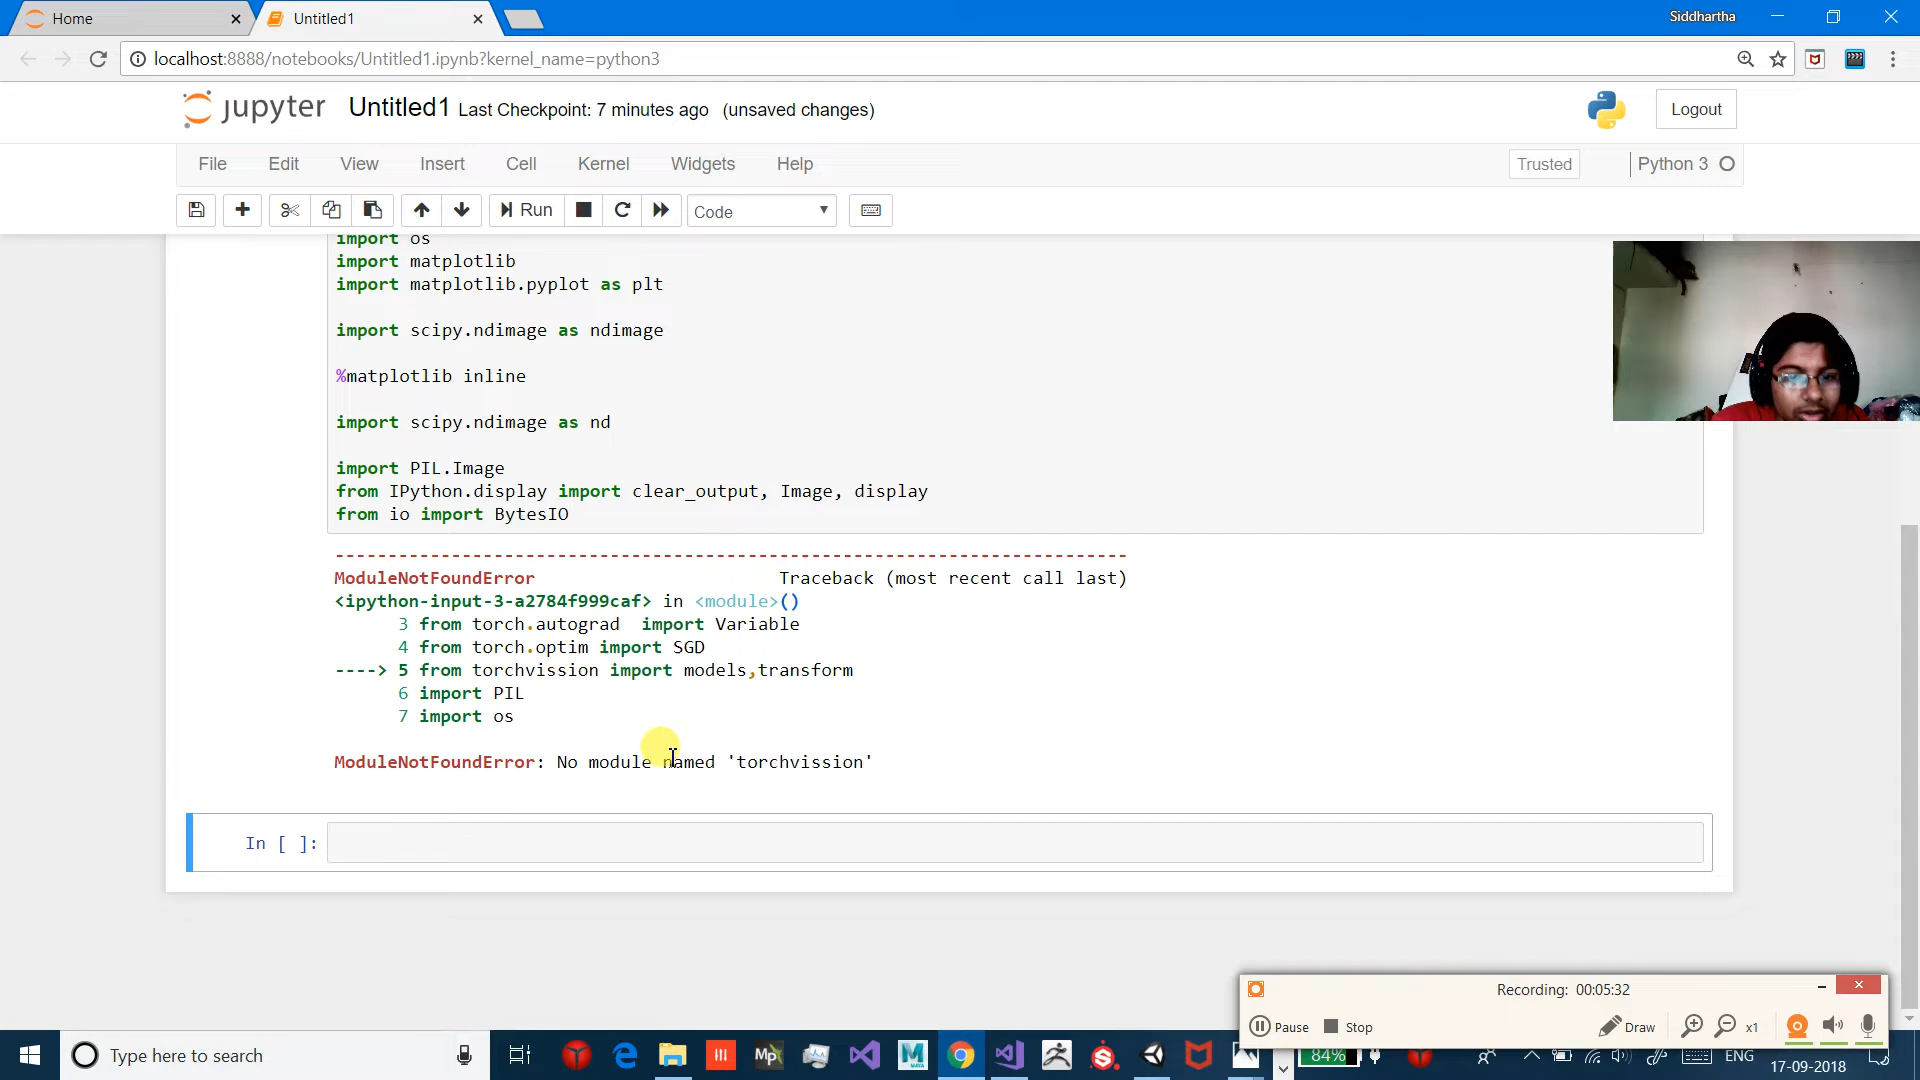 Home
Untitled1
Siddhartha
localhost:8888/notebooks/Untitled1.ipynb?kernel_name=python3
jupyter Untitled1 Last Checkpoint: 7 minutes ago (unsaved changes)
Logout
File Edit View Insert Cell Kernel Widgets Help
Trusted
Python 3
Run
Code
import os
import matplotlib
import matplotlib.pyplot as plt
import scipy.ndimage as ndimage
%matplotlib inline
import scipy.ndimage as nd
import PIL.Image
from IPython.display import clear_output, Image, display
from io import BytesIO
---------------------------------------------------------------------------
ModuleNotFoundError Traceback (most recent call last)
<ipython-input-3-a2784f999caf> in <module>()
3 from torch.autograd  import Variable
4 from torch.optim import SGD
----> 5 from torchvission import models,transform
6 import PIL
7 import os
ModuleNotFoundError: No module named 'torchvission'
In [ ]:
Recording: 00:05:32
Pause
Stop
Draw
x1
Type here to search
Mp
MAYA
84%
ENG
17-09-2018